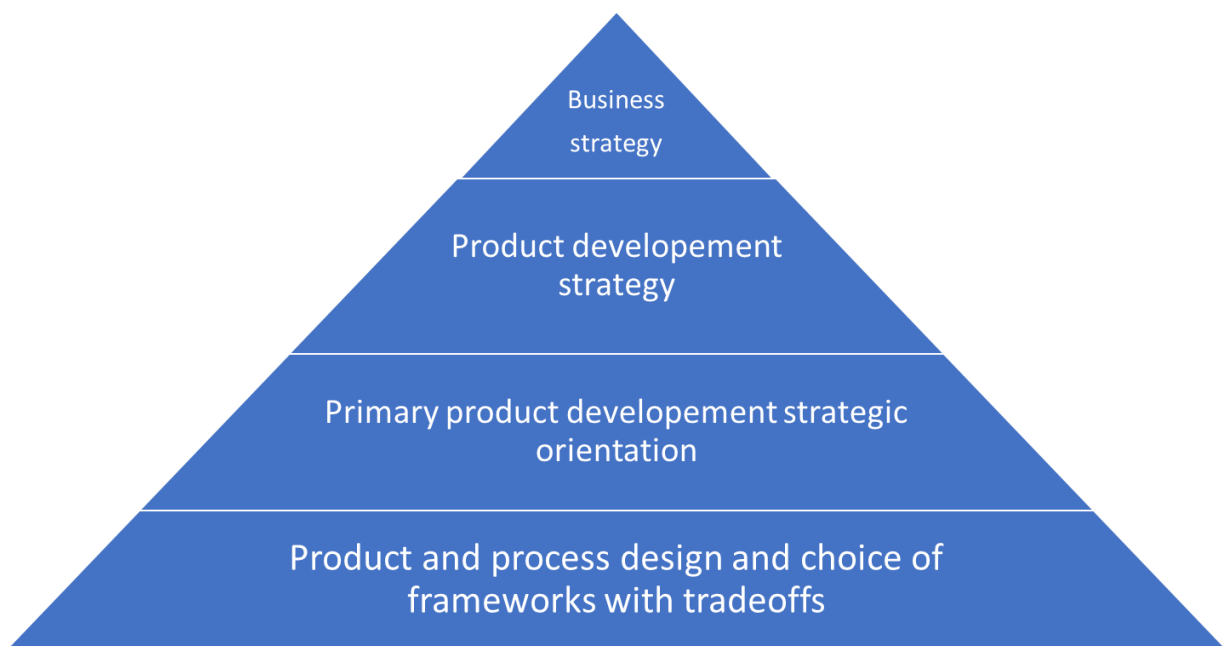 Business
strategy
Product developement
strategy
Primary product developement strategic
orientation
Product and process design and choice of
frameworks with tradeoffs